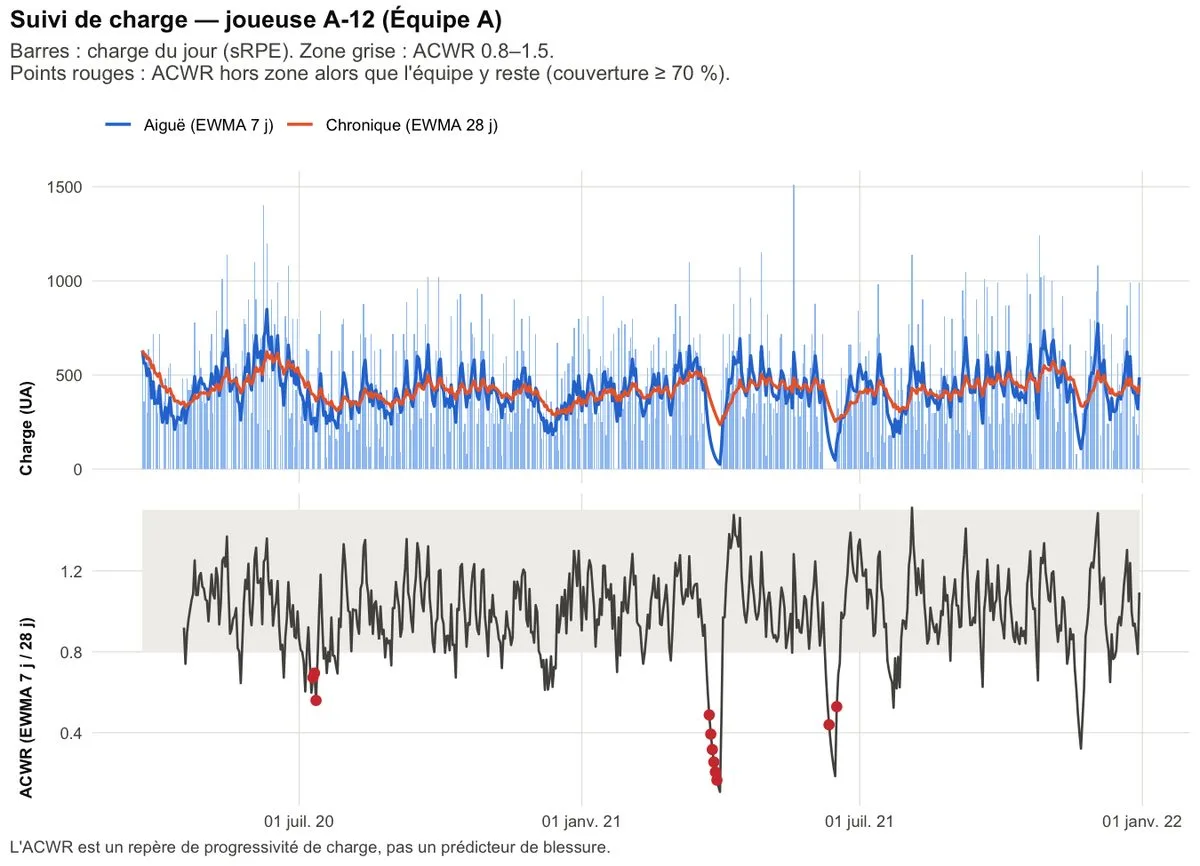 Suivi de charge — joueuse A-12 (Équipe A)
Barres : charge du jour (sRPE). Zone grise : ACWR 0.8–1.5.
Points rouges : ACWR hors zone alors que l'équipe y reste (couverture ≥ 70 %).
Aiguë (EWMA 7 j) Chronique (EWMA 28 j)
Charge (UA)
1500
1000
500
0
ACWR (EWMA 7 j / 28 j)
1.2
0.8
0.4
01 juil. 20 01 janv. 21 01 juil. 21 01 janv. 22
L'ACWR est un repère de progressivité de charge, pas un prédicteur de blessure.